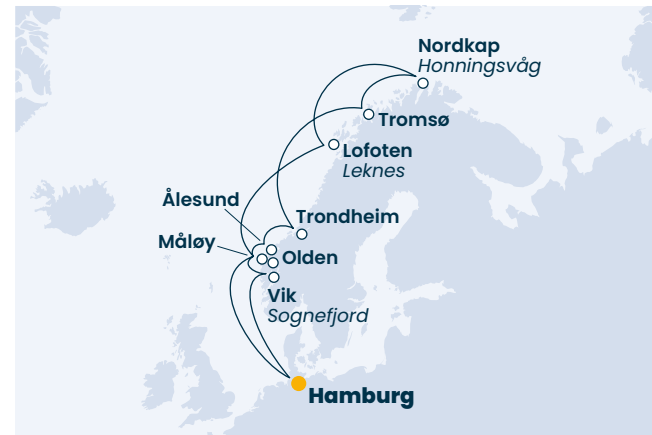 Nordkap
Honningsvåg
Tromsø
Lofoten
Leknes
Ålesund
Trondheim
Måløy
Olden
Vik
Sognefjord
Hamburg